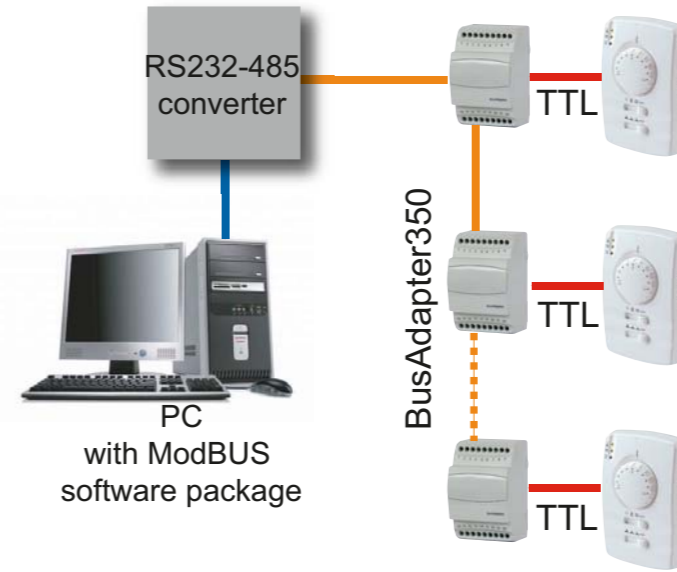 RS232-485
converter
TTL
BusAdapter350
TTL
PC
with ModBUS
software package
TTL